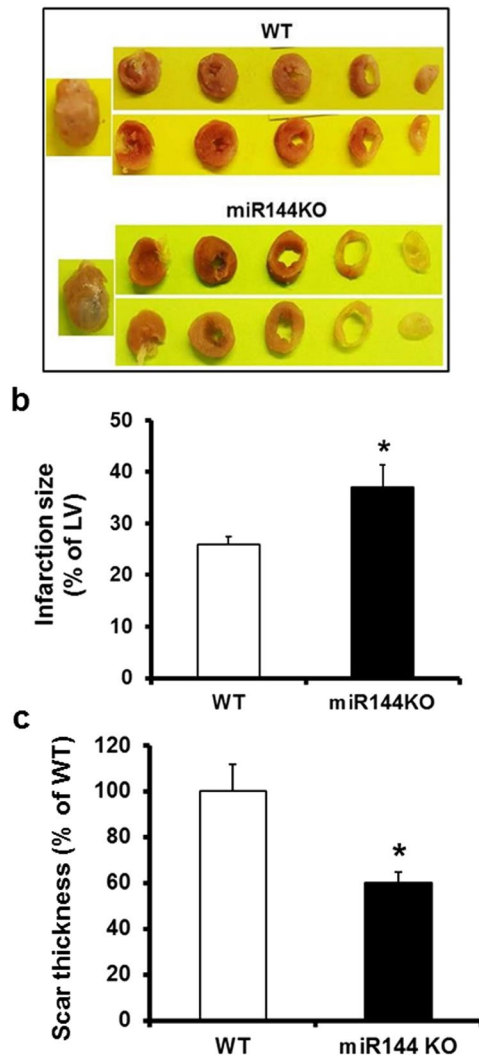 WT
miR144KO
b
50
40
30
20
10
0
Infarction size
(% of LV)
*
WT miR144KO
c
120
100
80
60
40
20
0
Scar thickness (% of WT)
*
WT miR144 KO